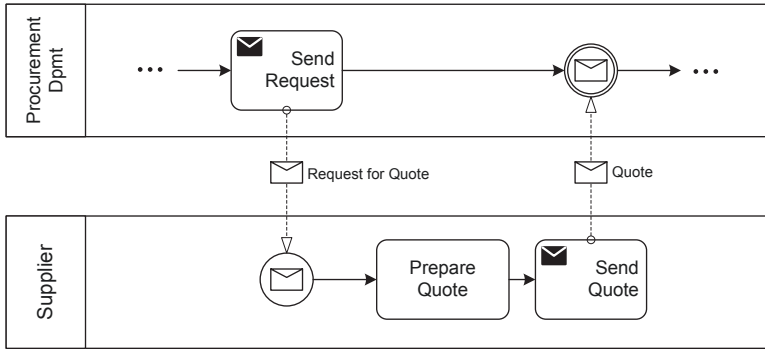 Procurement
Dpmt
•••
Send
Request
•••
Request for Quote
Quote
Supplier
Prepare
Quote
Send
Quote